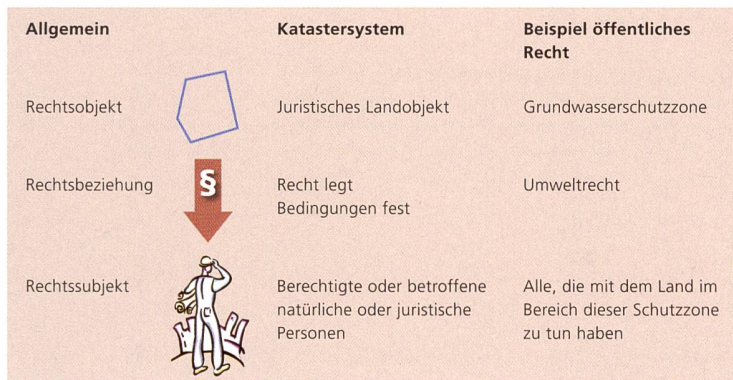 Allgemein
Katastersystem
Beispiel öffentliches
Recht
Rechtsobjekt
Juristisches Landobjekt
Grundwasserschutzzone
Rechtsbeziehung
§
Recht legt
Bedingungen fest
Umweltrecht
Rechtssubjekt
Berechtigte oder betroffene
natürliche oder juristische
Personen
Alle, die mit dem Land im
Bereich dieser Schutzzone
zu tun haben